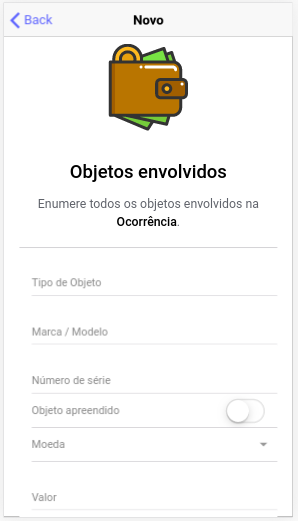 Back
Novo
Objetos envolvidos
Enumere todos os objetos envolvidos na
Ocorrência.
Tipo de Objeto
Marca / Modelo
Número de série
Objeto apreendido
Moeda
Valor